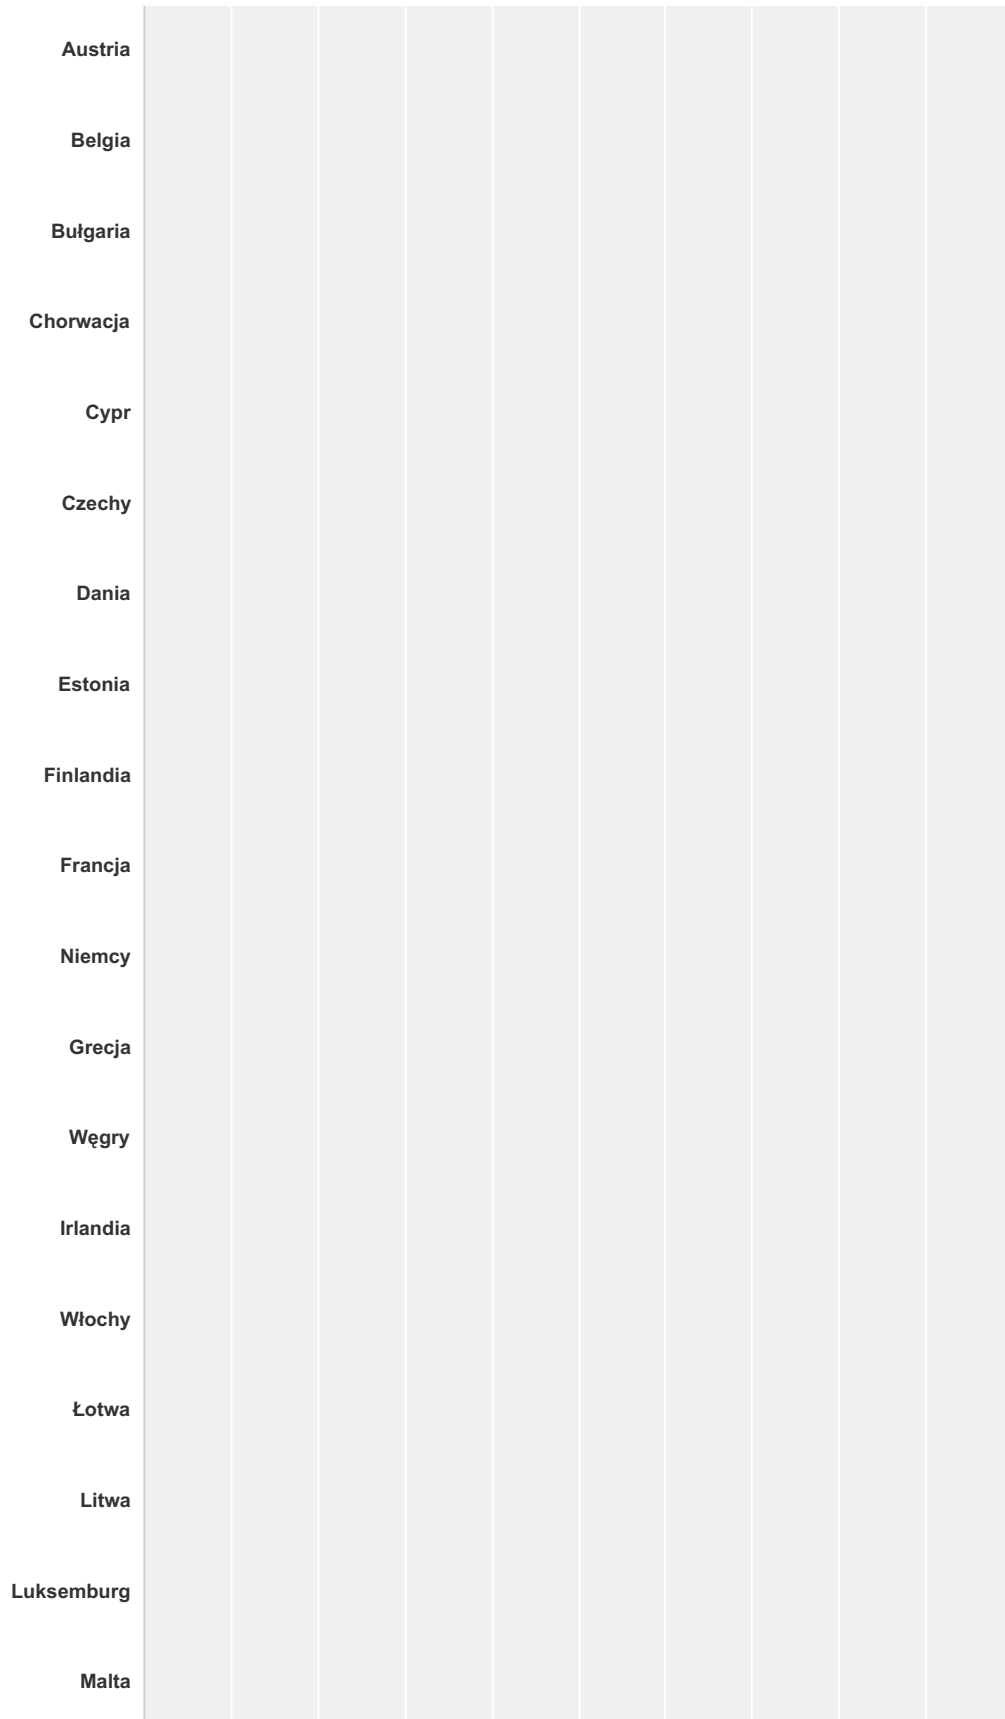 Austria
Belgia
Bułgaria
Chorwacja
Cypr
Czechy
Dania
Estonia
Finlandia
Francja
Niemcy
Grecja
Węgry
Irlandia
Włochy
Łotwa
Litwa
Luksemburg
Malta